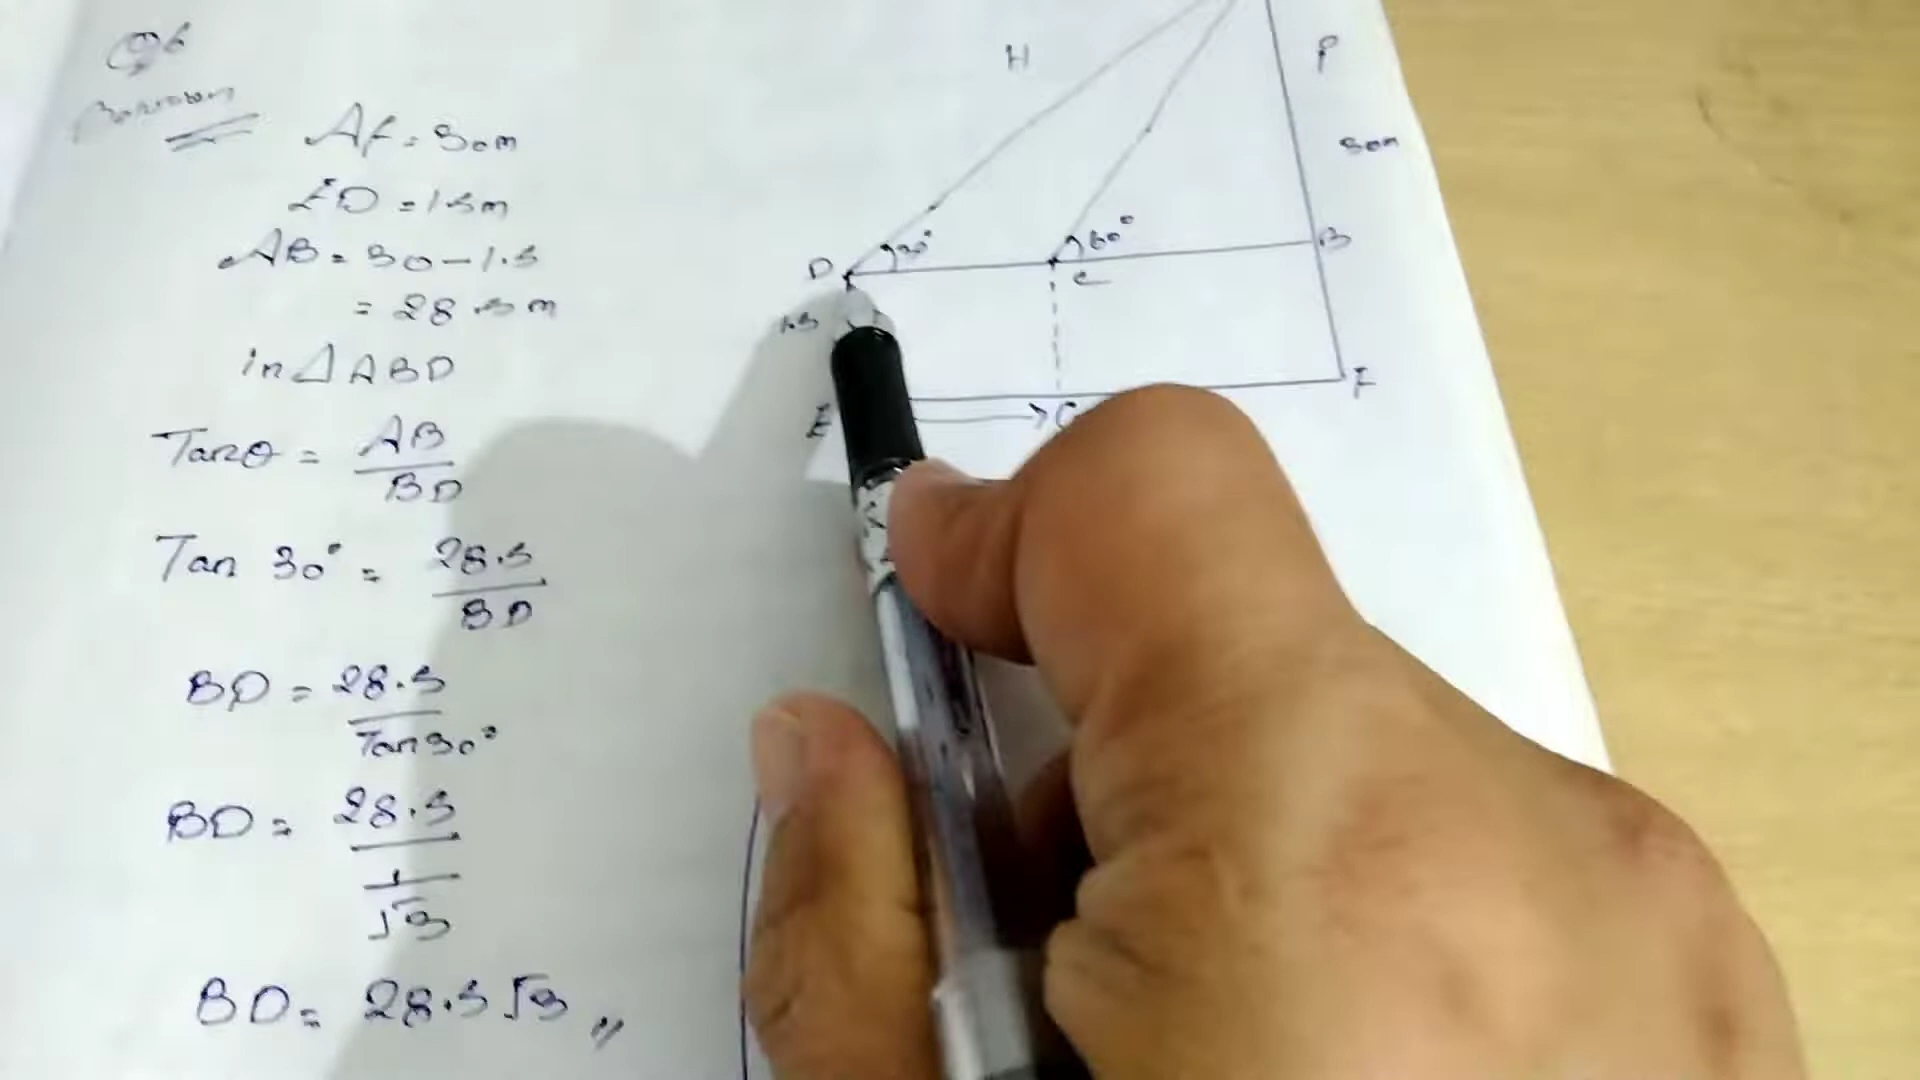 Q6
AF = 30m
ED = 1.5m
AB = 30 - 1.5
= 28.5m
in △ ABD
Tanθ = AB/BD
Tan 30° = 28.5/BD
BD = 28.5/Tan30°
BD = 28.5/1/√3
BD = 28.5√3 ,,
H
P
30m
30°
60°
D
C
B
1.5
E
C
F